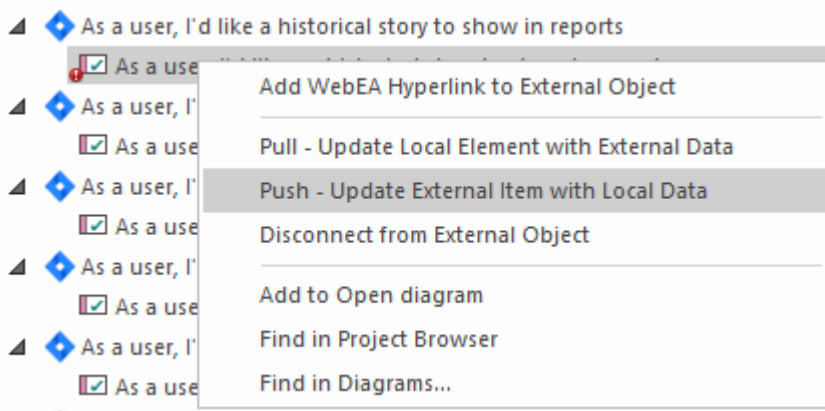 As a user, I'd like a historical story to show in reports
As a use
Add WebEA Hyperlink to External Object
As a user, I'
As a use
Pull - Update Local Element with External Data
As a user, I'
Push - Update External Item with Local Data
As a use
Disconnect from External Object
As a user, I'
Add to Open diagram
As a use
As a user, I'
Find in Project Browser
As a use
Find in Diagrams...